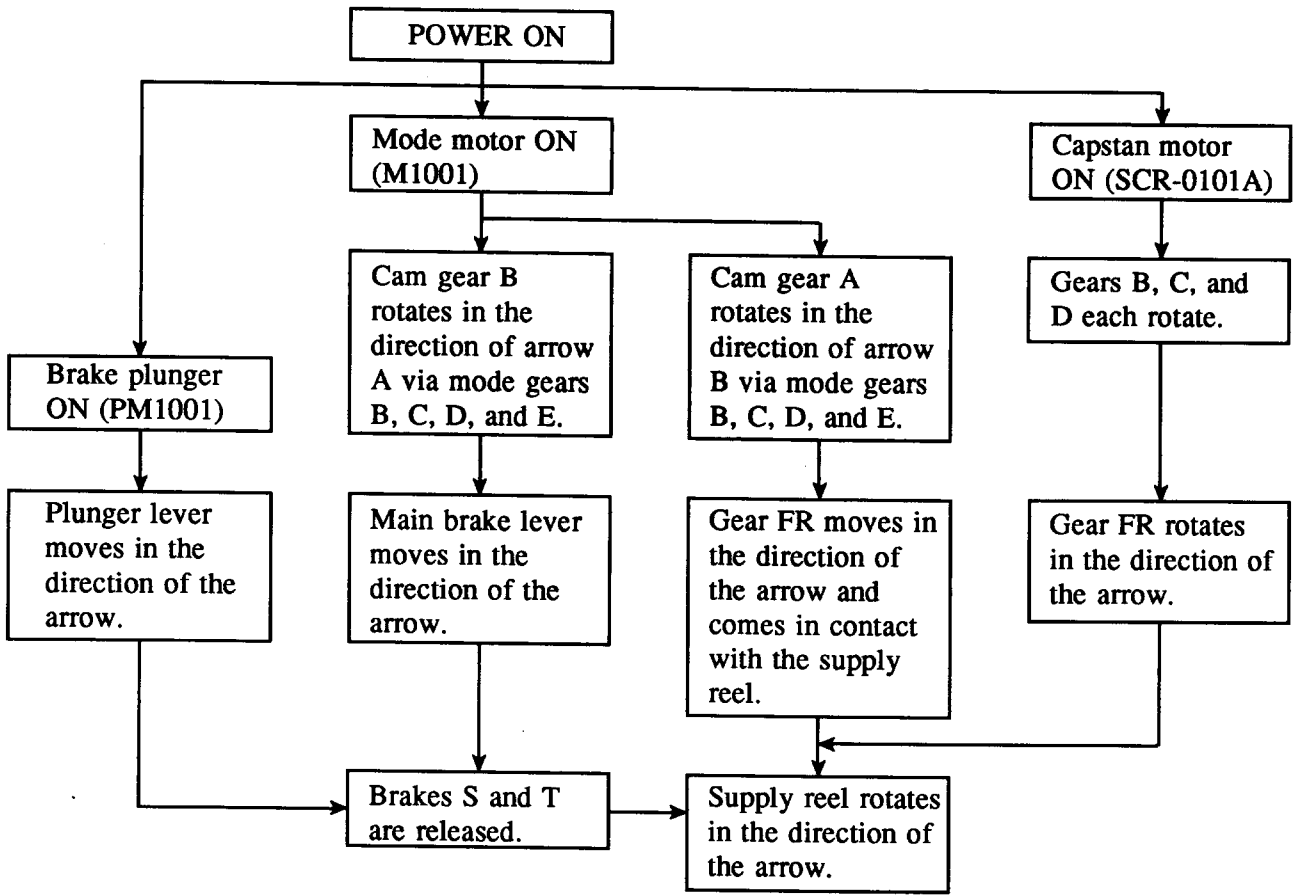 POWER ON
Mode motor ON
(M1001)
Capstan motor
ON (SCR-0101A)
Cam gear B
rotates in the
direction of arrow
A via mode gears
B, C, D, and E.
Cam gear A
rotates in the
direction of arrow
B via mode gears
B, C, D, and E.
Gears B, C, and
D each rotate.
Brake plunger
ON (PM1001)
Plunger lever
moves in the
direction of the
arrow.
Main brake lever
moves in the
direction of the
arrow.
Gear FR moves in
the direction of
the arrow and
comes in contact
with the supply
reel.
Gear FR rotates
in the direction of
the arrow.
Brakes S and T
are released.
Supply reel rotates
in the direction of
the arrow.